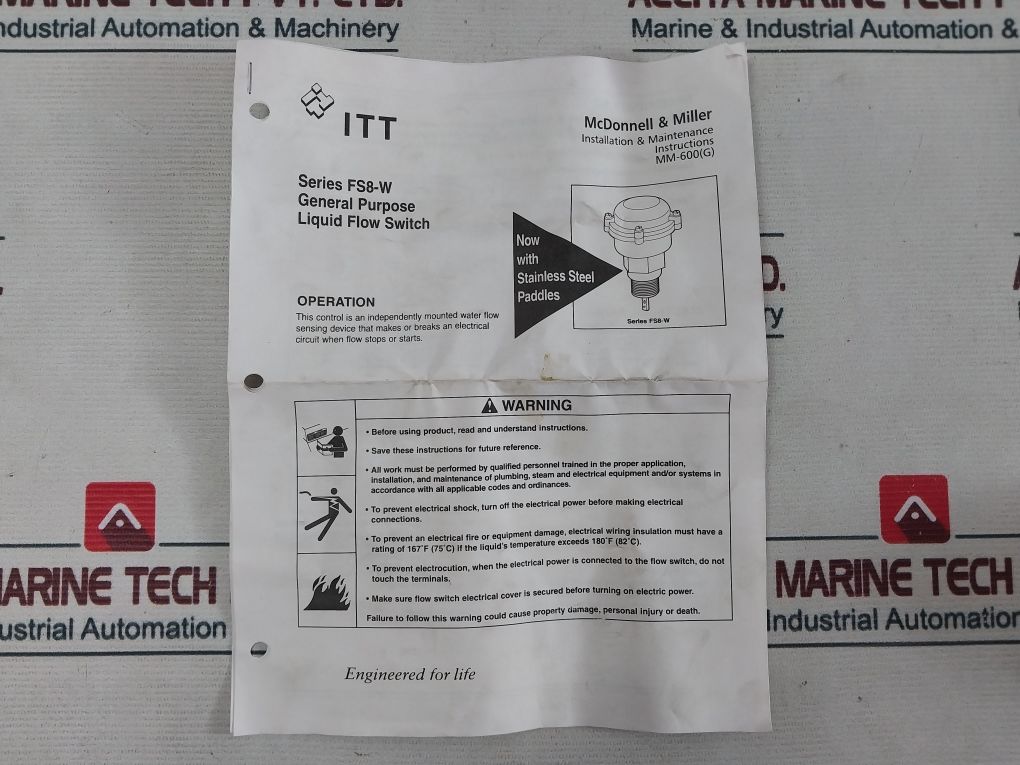 MARINE TECH PVT. LTD.
ndustrial Automation & Machinery
MARINE TECH P
Marine & Industrial Automation &
ITT
McDonnell & Miller
Installation & Maintenance
Instructions
MM-600(G)
Series FS8-W
General Purpose
Liquid Flow Switch
Now
with
Stainless Steel
Paddles
Series FS8-W
OPERATION
This control is an independently mounted water flow
sensing device that makes or breaks an electrical
circuit when flow stops or starts.
D.
ry
WARNING
• Before using product, read and understand instructions.
• Save these instructions for future reference.
• All work must be performed by qualified personnel trained in the proper application,
installation, and maintenance of plumbing, steam and electrical equipment and/or systems in
accordance with all applicable codes and ordinances.
• To prevent electrical shock, turn off the electrical power before making electrical
connections.
• To prevent an electrical fire or equipment damage, electrical wiring insulation must have a
rating of 167˚F (75˚C) if the liquid's temperature exceeds 180˚F (82˚C).
• To prevent electrocution, when the electrical power is connected to the flow switch, do not
touch the terminals.
• Make sure flow switch electrical cover is secured before turning on electric power.
Failure to follow this warning could cause property damage, personal injury or death.
Engineered for life
ARINE TECH
ustrial Automation
MARINE TECH
Industrial Automation